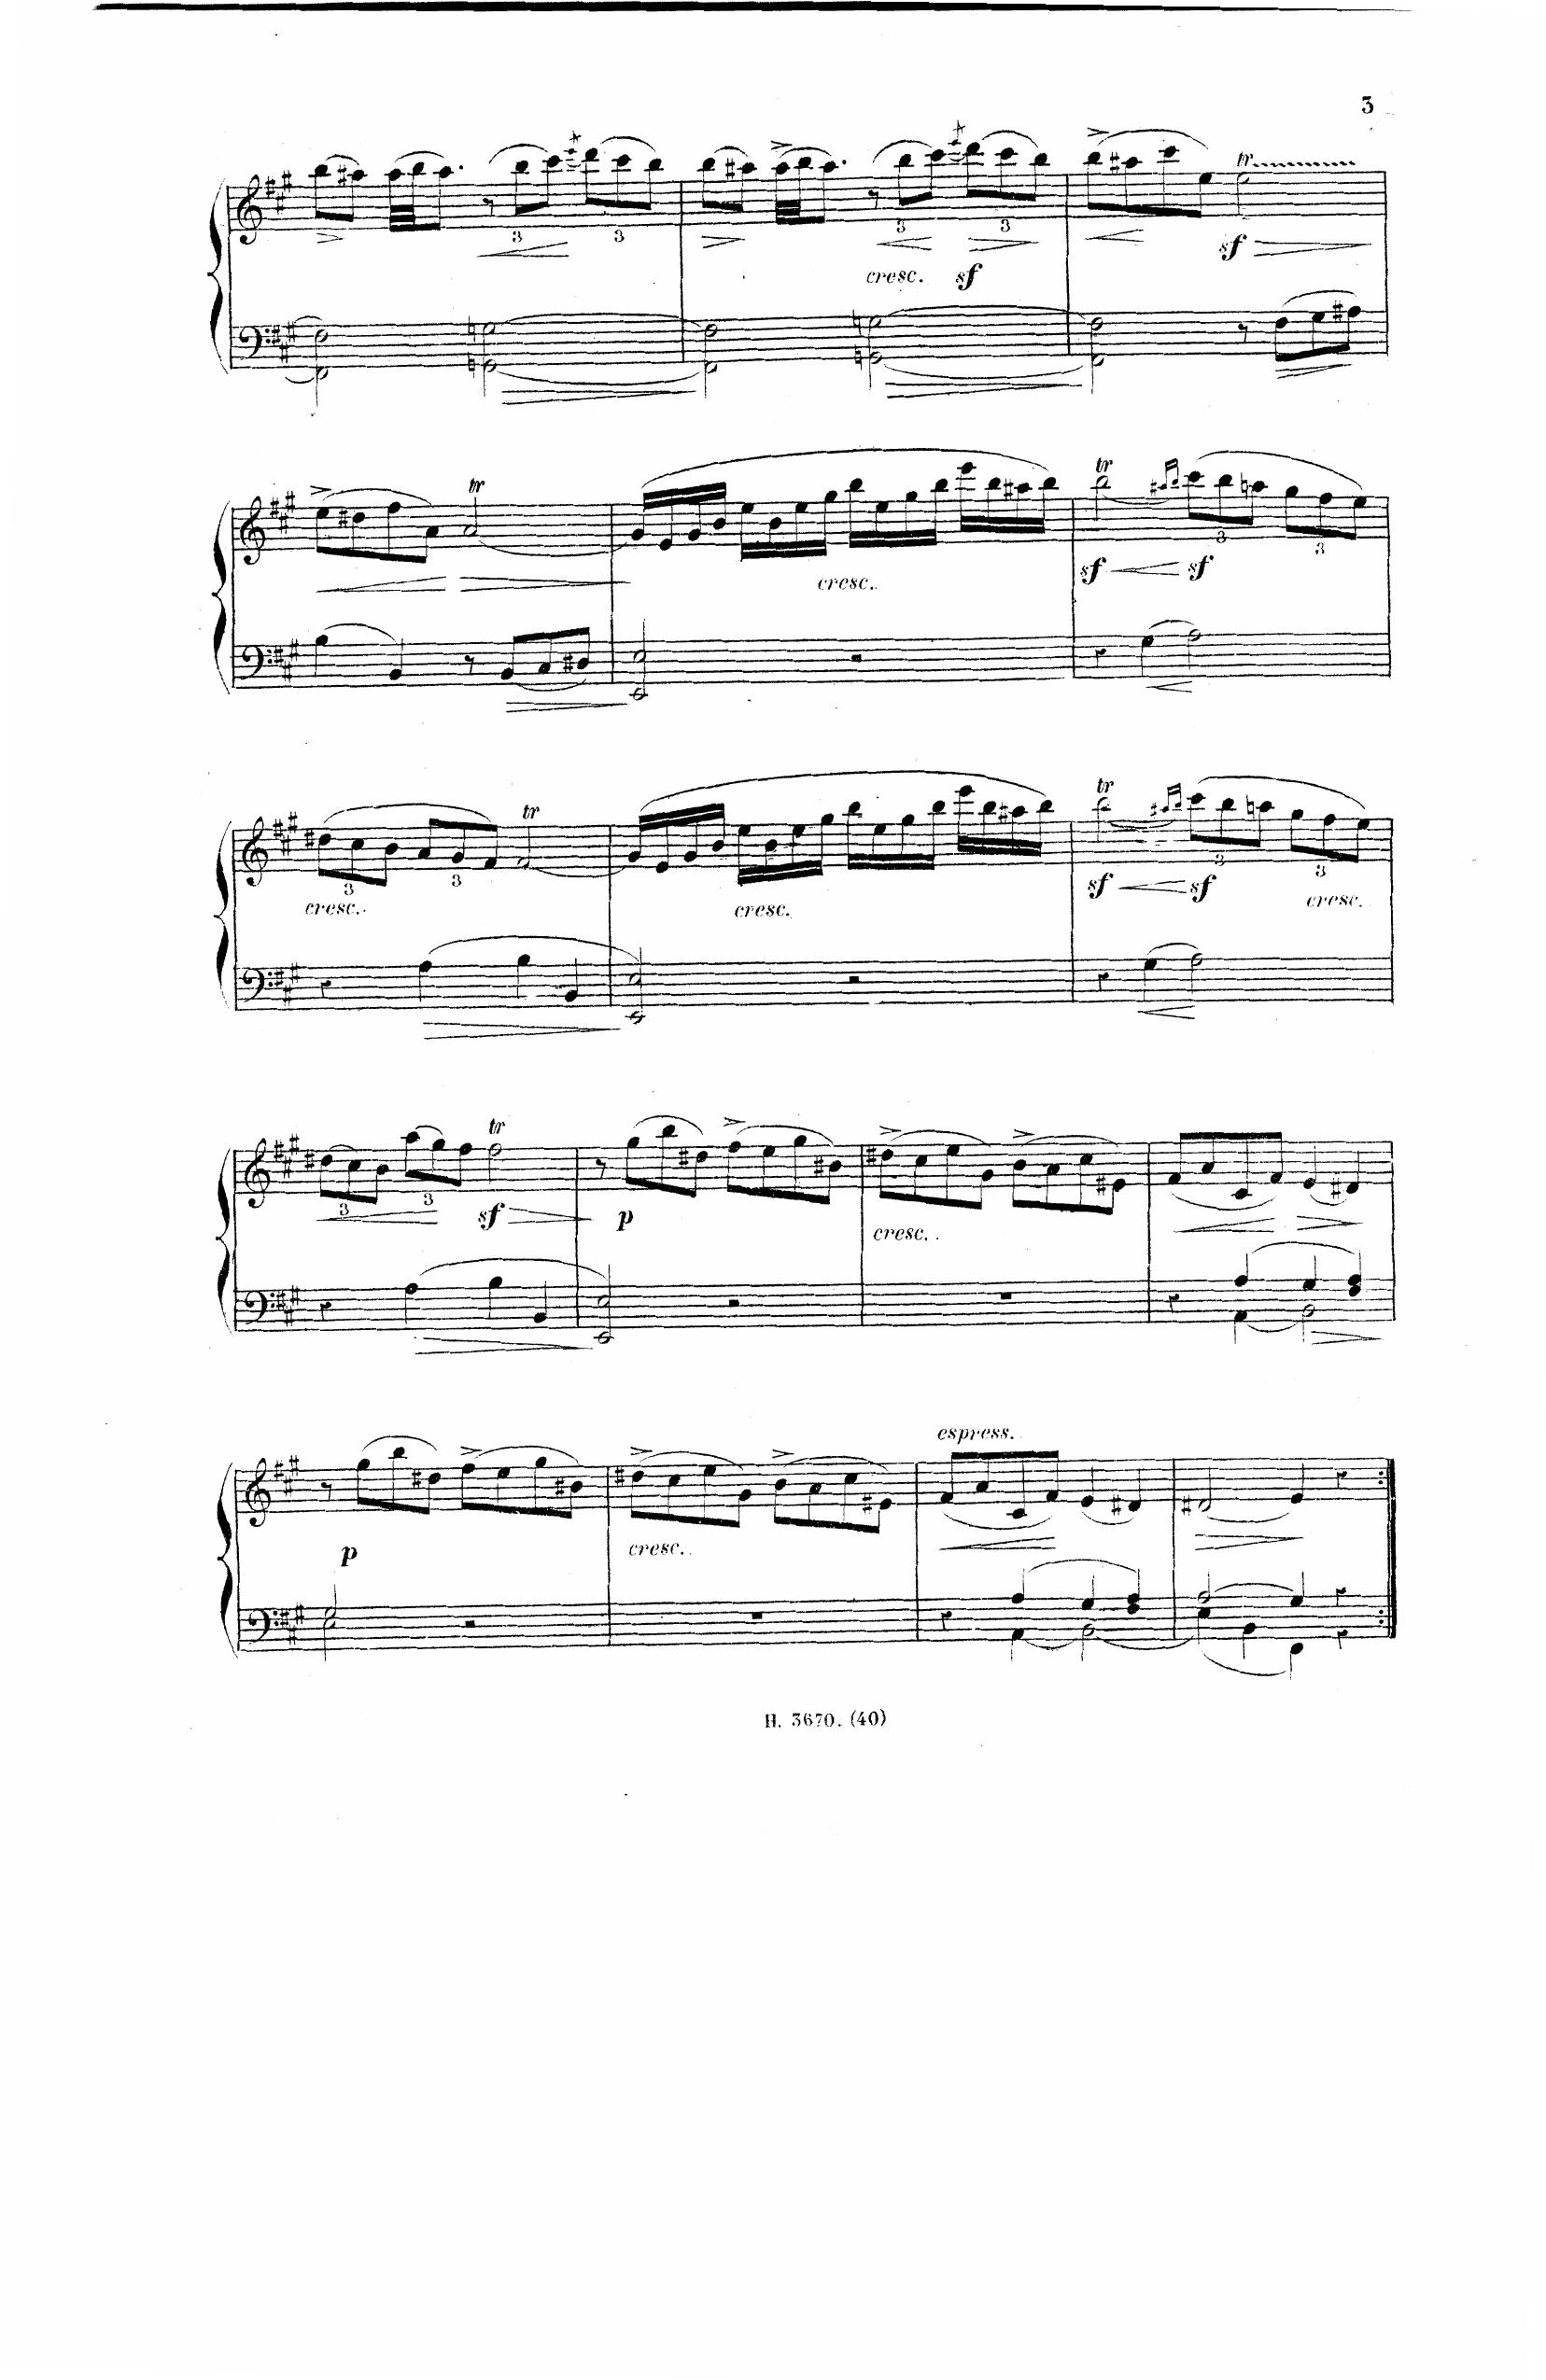 3
tr
3 3 3 3
cresc. sf sf
tr tr
cresc. sf sf 3 3
tr tr
3 3 3 3
cresc. cresc. sf sf cresc.
tr
3 3 sf p cresc.
espress.
p cresc.
H. 3670. (40)